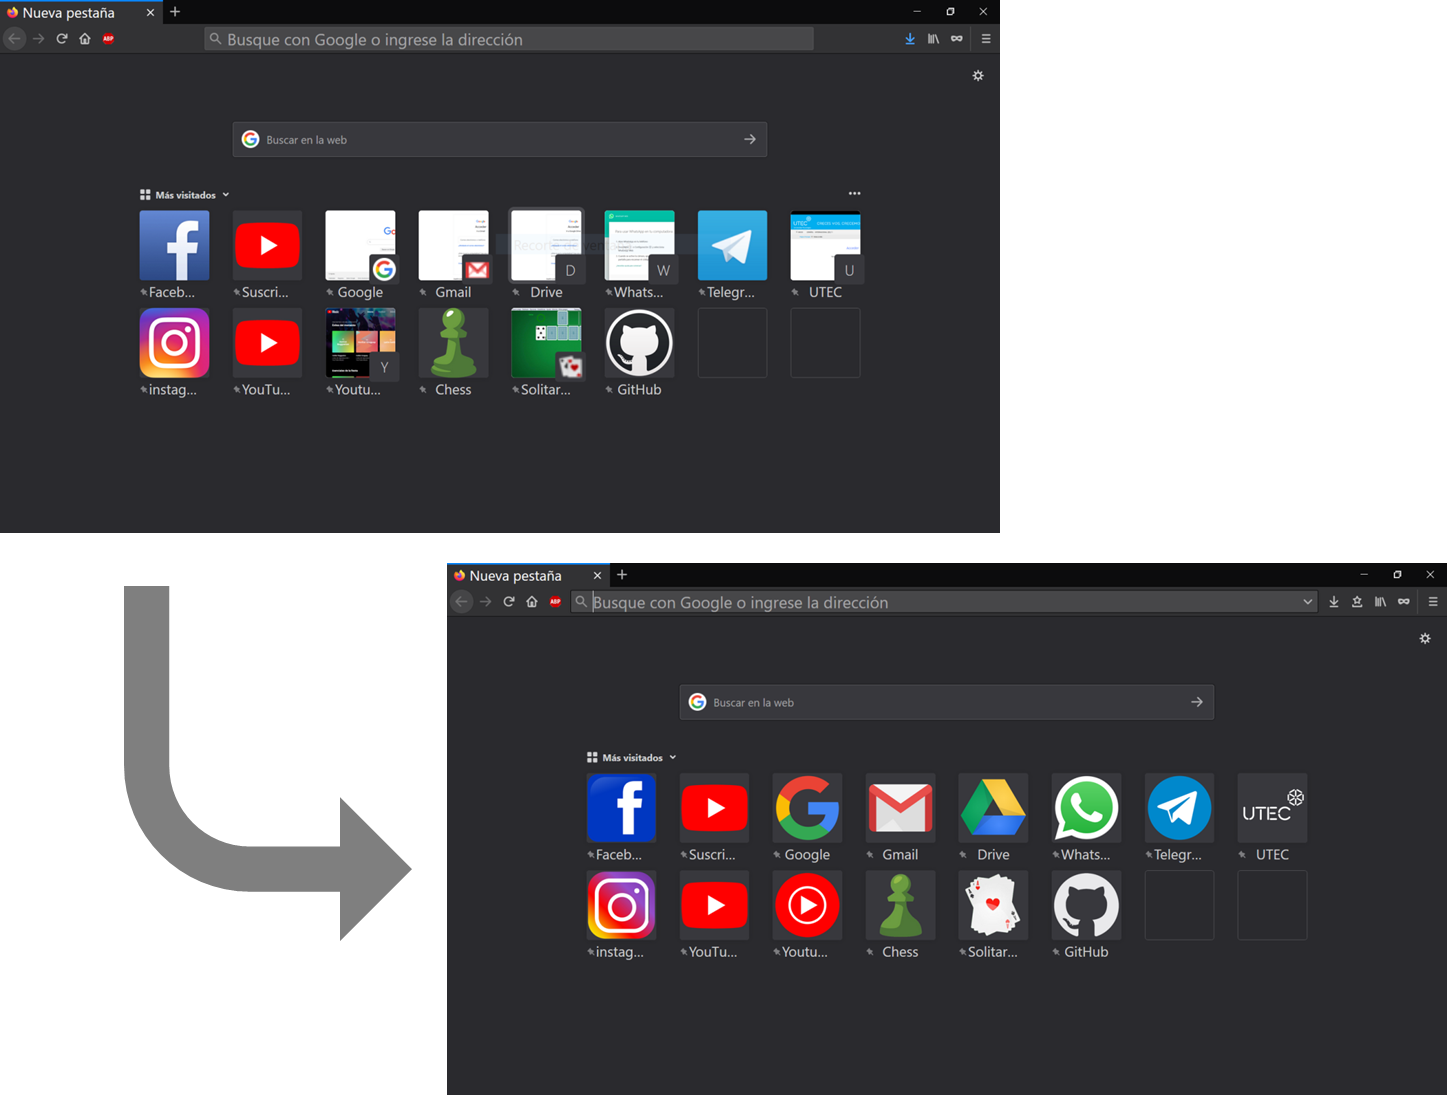 Nueva pestaña
ABP
Busque con Google o ingrese la dirección
Buscar en la web
Más visitados
UTEC
D
W
U
Faceb...
Suscri...
Google
Gmail
Drive
Whats...
Telegr...
UTEC
Y
instag...
YouTu...
Youtu...
Chess
Solitar...
GitHub
Nueva pestaña
ABP
Busque con Google o ingrese la dirección
Buscar en la web
Más visitados
UTEC
Faceb...
Suscri...
Google
Gmail
Drive
Whats...
Telegr...
UTEC
instag...
YouTu...
Youtu...
Chess
Solitar...
GitHub